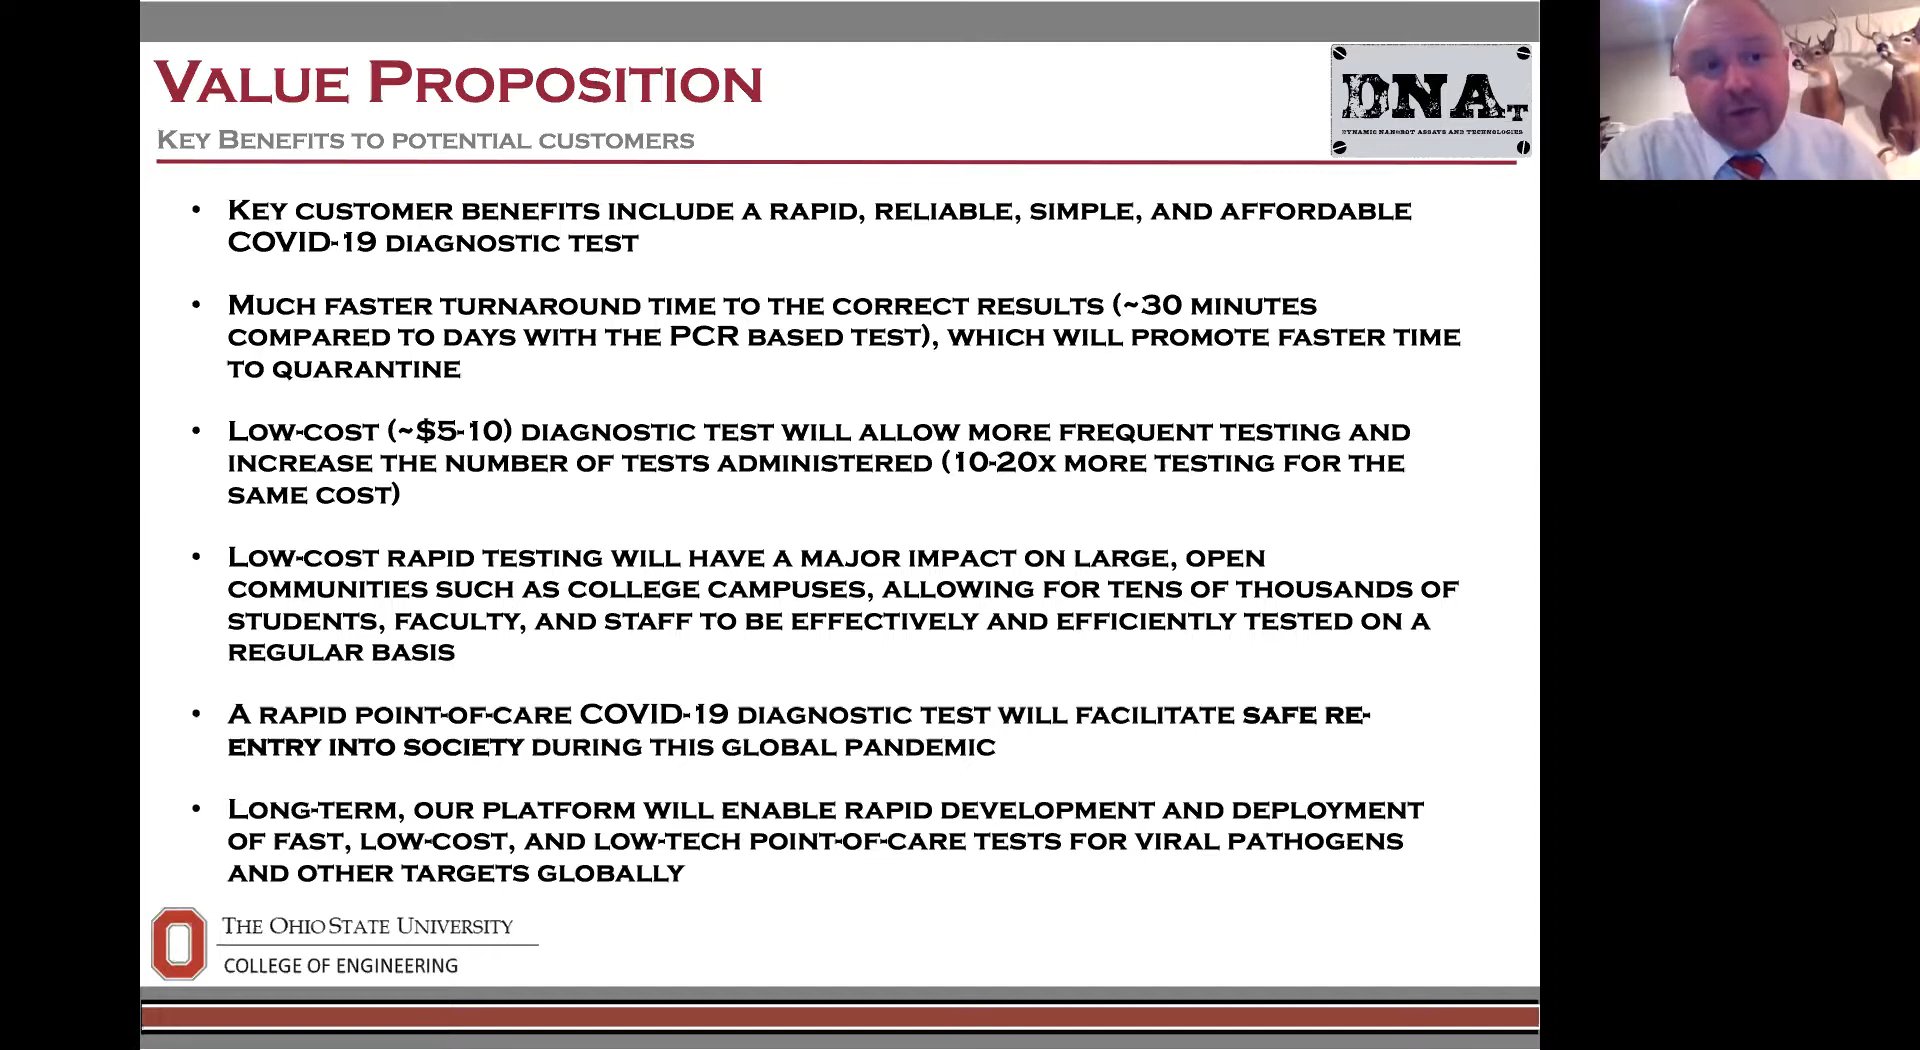 VALUE PROPOSITION
KEY BENEFITS TO POTENTIAL CUSTOMERS
DNAT
DYNAMIC NANOBOT ASSAYS AND TECHNOLOGIES
• KEY CUSTOMER BENEFITS INCLUDE A RAPID, RELIABLE, SIMPLE, AND AFFORDABLE
COVID-19 DIAGNOSTIC TEST
• MUCH FASTER TURNAROUND TIME TO THE CORRECT RESULTS (~30 MINUTES
COMPARED TO DAYS WITH THE PCR BASED TEST), WHICH WILL PROMOTE FASTER TIME
TO QUARANTINE
• LOW-COST (~$5-10) DIAGNOSTIC TEST WILL ALLOW MORE FREQUENT TESTING AND
INCREASE THE NUMBER OF TESTS ADMINISTERED (10-20X MORE TESTING FOR THE
SAME COST)
• LOW-COST RAPID TESTING WILL HAVE A MAJOR IMPACT ON LARGE, OPEN
COMMUNITIES SUCH AS COLLEGE CAMPUSES, ALLOWING FOR TENS OF THOUSANDS OF
STUDENTS, FACULTY, AND STAFF TO BE EFFECTIVELY AND EFFICIENTLY TESTED ON A
REGULAR BASIS
• A RAPID POINT-OF-CARE COVID-19 DIAGNOSTIC TEST WILL FACILITATE SAFE RE-
ENTRY INTO SOCIETY DURING THIS GLOBAL PANDEMIC
• LONG-TERM, OUR PLATFORM WILL ENABLE RAPID DEVELOPMENT AND DEPLOYMENT
OF FAST, LOW-COST, AND LOW-TECH POINT-OF-CARE TESTS FOR VIRAL PATHOGENS
AND OTHER TARGETS GLOBALLY
THE OHIO STATE UNIVERSITY
COLLEGE OF ENGINEERING